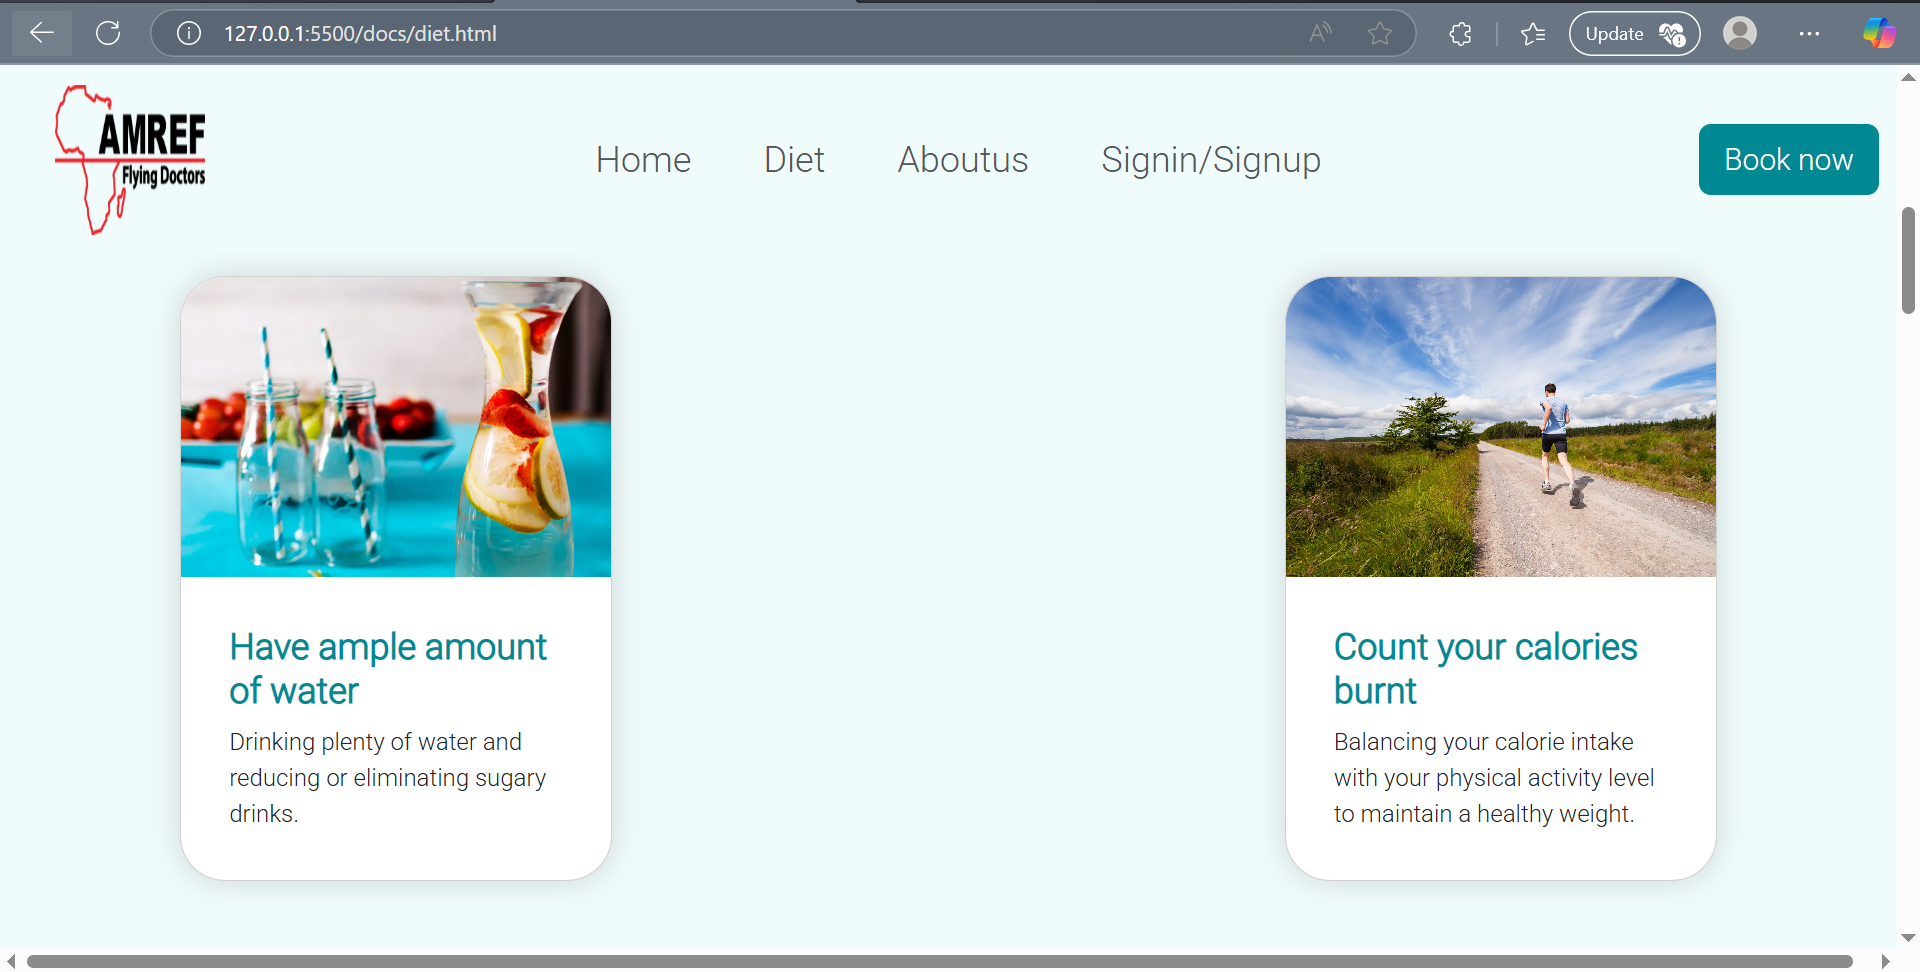 127.0.0.1:5500/docs/diet.html
Update
AMREF
Flying Doctors
Home Diet Aboutus Signin/Signup Book now
Have ample amount
of water
Drinking plenty of water and
reducing or eliminating sugary
drinks.
Count your calories
burnt
Balancing your calorie intake
with your physical activity level
to maintain a healthy weight.